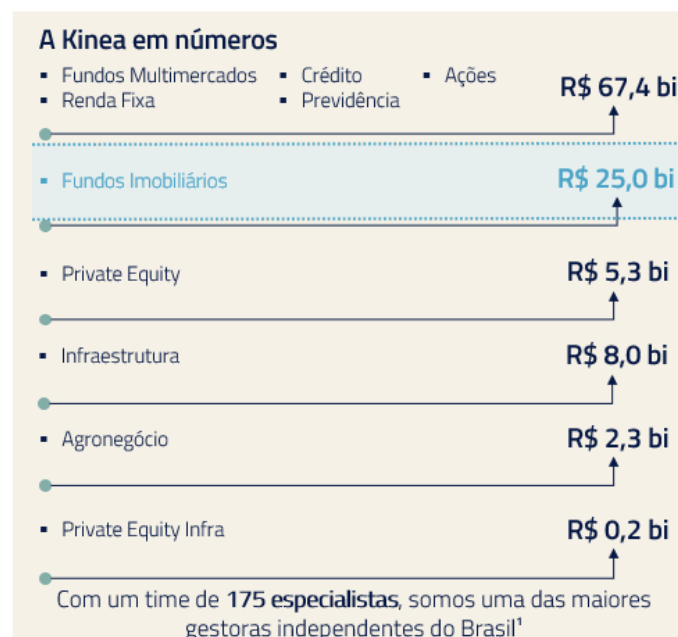 A Kinea em números
▪ Fundos Multimercados ▪ Crédito ▪ Ações
▪ Renda Fixa ▪ Previdência
R$ 67,4 bi
▪ Fundos Imobiliários R$ 25,0 bi
▪ Private Equity R$ 5,3 bi
▪ Infraestrutura R$ 8,0 bi
▪ Agronegócio R$ 2,3 bi
▪ Private Equity Infra R$ 0,2 bi
Com um time de 175 especialistas, somos uma das maiores
gestoras independentes do Brasil¹